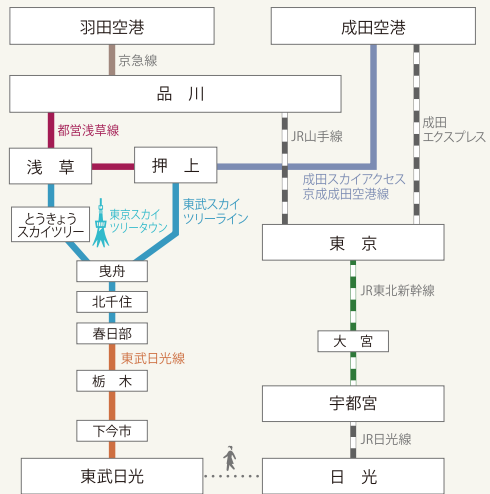 羽田空港
成田空港
京急線
品 川
都営浅草線
JR山手線
成田
エクスプレス
浅 草
押 上
成田スカイアクセス
京成成田空港線
とうきょう
スカイツリー
東京スカイ
ツリータウン
東武スカイ
ツリーライン
東 京
曳舟
北千住
JR東北新幹線
春日部
大 宮
東武日光線
栃 木
宇都宮
下今市
JR日光線
東武日光
日 光